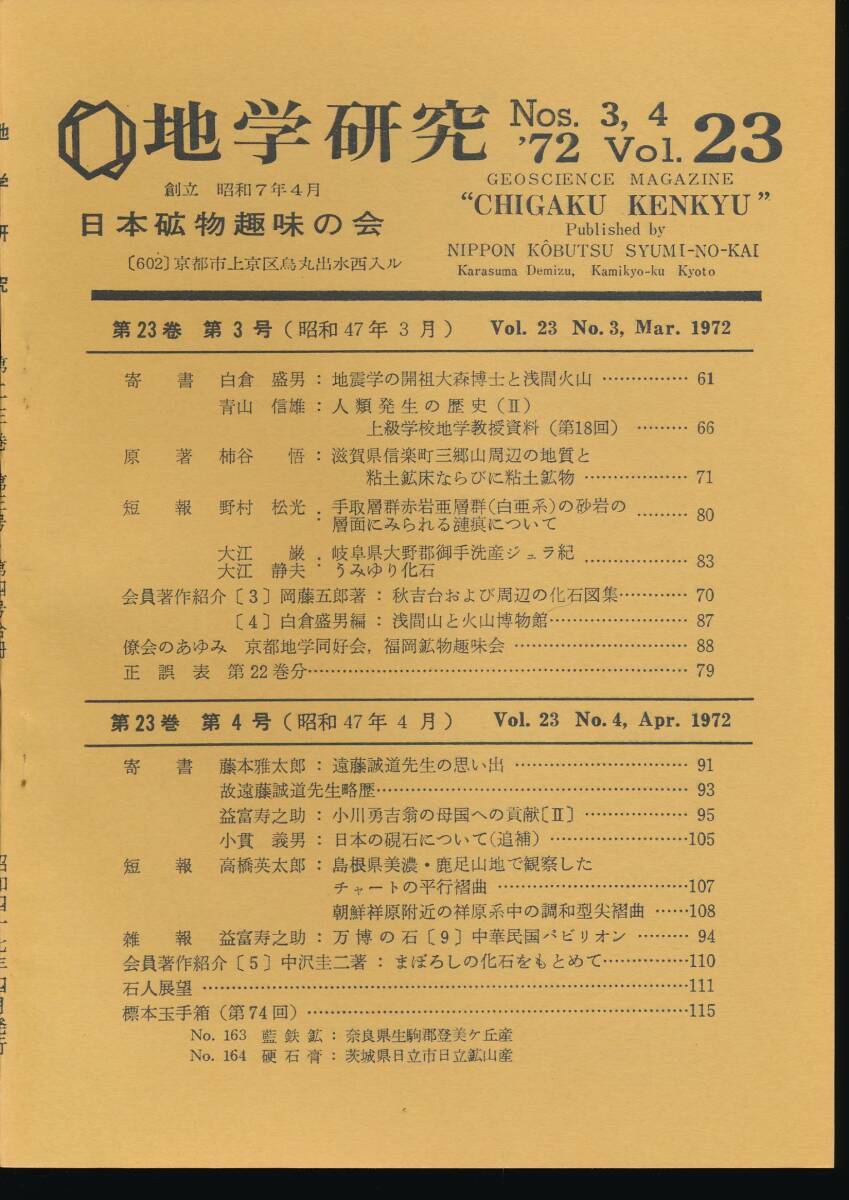 地学研究
Nos. 3, 4
'72 Vol. 23
創立 昭和7年4月
日本砿物趣味の会
〔602〕京都市上京区烏丸出水西入ル
GEOSCIENCE MAGAZINE
"CHIGAKU KENKYU"
Published by
NIPPON KÔBUTSU SYUMI-NO-KAI
Karasuma Demizu, Kamikyo-ku Kyoto
第23巻 第3号（昭和47年3月） Vol. 23 No. 3, Mar. 1972
寄書 白倉盛男：地震学の開祖大森博士と浅間火山 …………… 61
青山信雄：人類発生の歴史（Ⅱ）
上級学校地学教授資料（第18回） ……… 66
原著 柿谷悟：滋賀県信楽町三郷山周辺の地質と
粘土鉱床ならびに粘土鉱物 ……………… 71
短報 野村松光：手取層群赤岩亜層群(白亜系)の砂岩の
層面にみられる漣痕について ……… 80
大江巌
大江静夫：岐阜県大野郡御手洗産ジュラ紀
うみゆり化石 ……………… 83
会員著作紹介〔3〕岡藤五郎著：秋吉台および周辺の化石図集………… 70
〔4〕白倉盛男編：浅間山と火山博物館…………………… 87
僚会のあゆみ 京都地学同好会，福岡鉱物趣味会 ………………………… 88
正誤表 第22巻分………………………………………………………… 79
第23巻 第4号（昭和47年4月） Vol. 23 No. 4, Apr. 1972
寄書 藤本雅太郎：遠藤誠道先生の思い出 ………………………… 91
故遠藤誠道先生略歴……………………………………………… 93
益富寿之助：小川勇吉翁の母国への貢献〔Ⅱ〕 ……………… 95
小貫義男：日本の硯石について(追補) ……………………105
短報 高橋英太郎：島根県美濃・鹿足山地で観察した
チャートの平行褶曲 ……………………………107
朝鮮祥原附近の祥原系中の調和型尖褶曲 ……108
雑報 益富寿之助：万博の石〔9〕中華民国パビリオン ……… 94
会員著作紹介〔5〕中沢圭二著：まぼろしの化石をもとめて……………110
石人展望 …………………………………………………………………………111
標本玉手箱（第74回）…………………………………………………………115
No. 163 藍鉄鉱：奈良県生駒郡登美ケ丘産
No. 164 硬石膏：茨城県日立市日立鉱山産